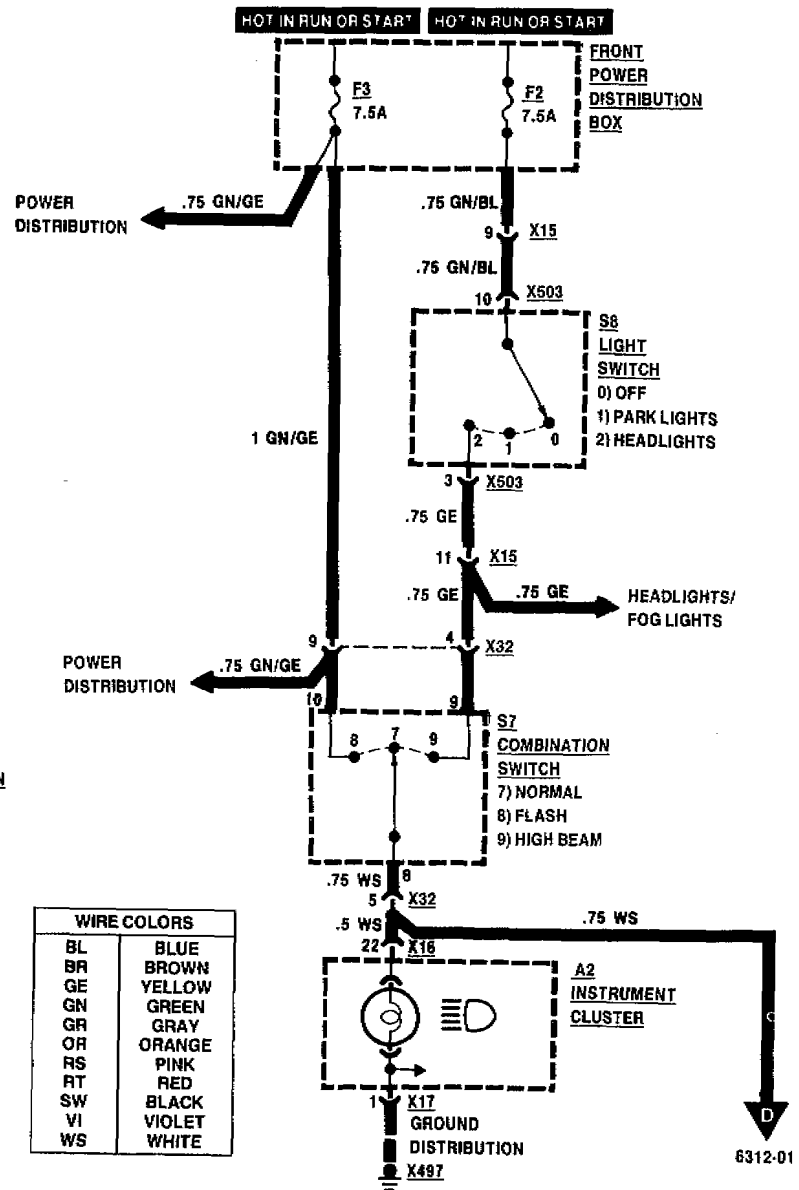 HOT IN RUN OR START
HOT IN RUN OR START
FRONT
POWER
DISTRIBUTION
BOX
F3
7.5A
F2
7.5A
POWER
DISTRIBUTION
.75 GN/GE
.75 GN/BL
9
X15
.75 GN/BL
10
X503
S8
LIGHT
SWITCH
0) OFF
1) PARK LIGHTS
2) HEADLIGHTS
2
1
0
1 GN/GE
3
X503
.75 GE
11
X15
.75 GE
.75 GE
HEADLIGHTS/
FOG LIGHTS
9
4
X32
POWER
DISTRIBUTION
.75 GN/GE
10
9
S7
COMBINATION
SWITCH
7) NORMAL
8) FLASH
9) HIGH BEAM
8
7
9
N
.75 WS
8
5
X32
.5 WS
.75 WS
22
X16
A2
INSTRUMENT
CLUSTER
WIRE COLORS
BL BLUE
BR BROWN
GE YELLOW
GN GREEN
GR GRAY
OR ORANGE
RS PINK
RT RED
SW BLACK
VI VIOLET
WS WHITE
C
D
6312-01
1
X17
GROUND
DISTRIBUTION
X497